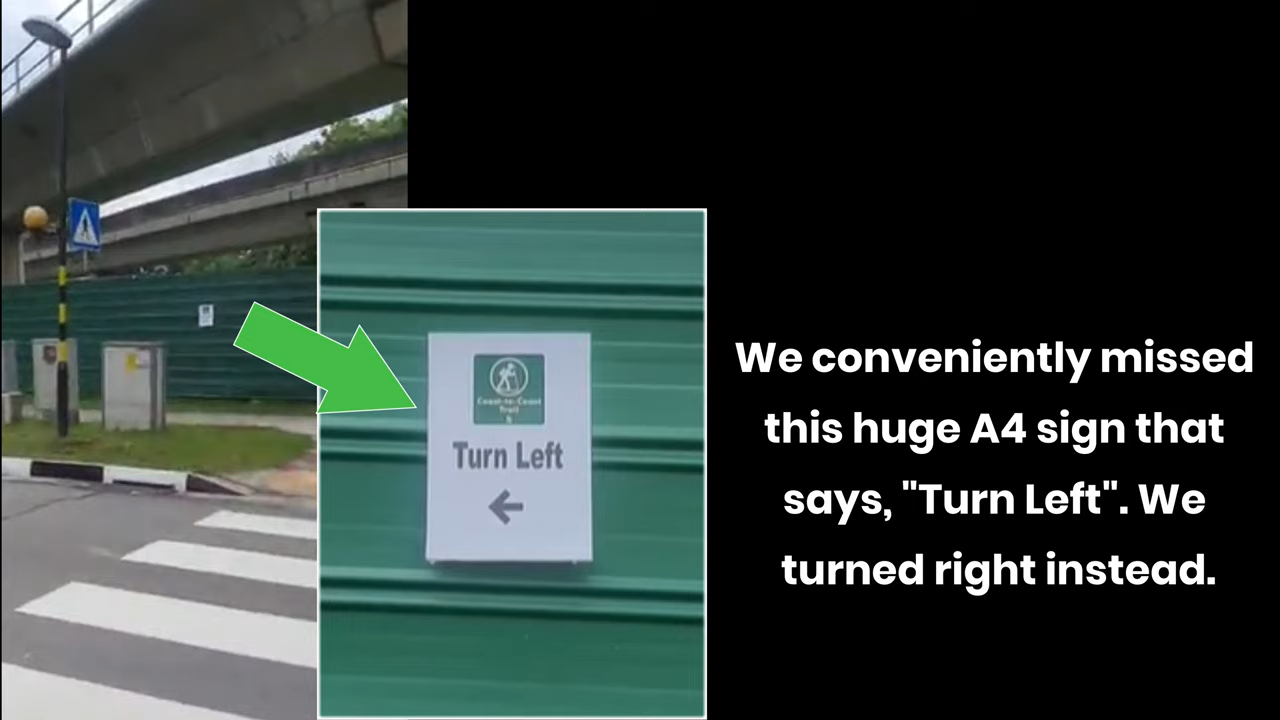 Coast-to-Coast
Trail
Turn Left
We conveniently missed
this huge A4 sign that
says, "Turn Left". We
turned right instead.